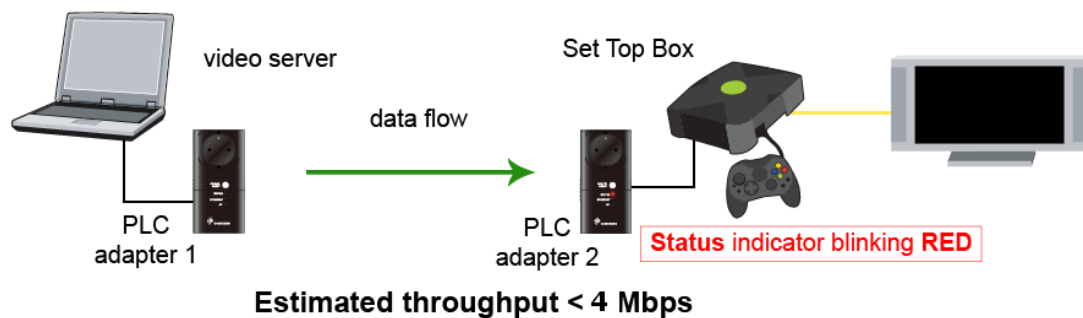 video server
Set Top Box
data flow
PLC
adapter 1
PLC
adapter 2
Status indicator blinking RED
Estimated throughput < 4 Mbps